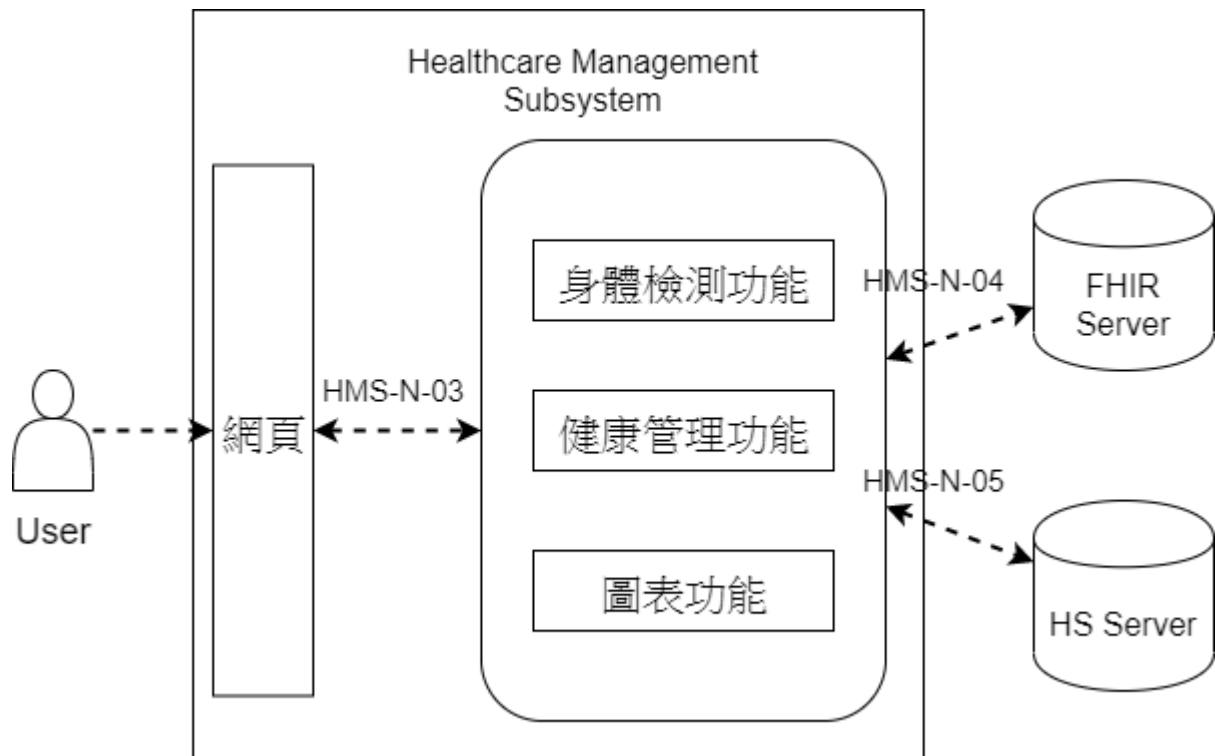 Healthcare Management
Subsystem
身體檢測功能
HMS-N-04
FHIR
Server
HMS-N-03
網頁
健康管理功能
User
HMS-N-05
圖表功能
HS Server